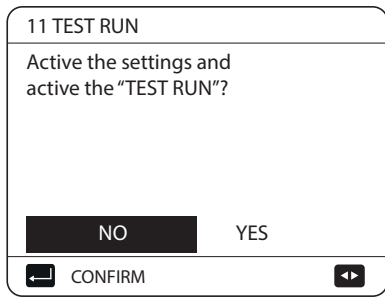 11 TEST RUN
Active the settings and
active the “TEST RUN”?
NO YES
CONFIRM